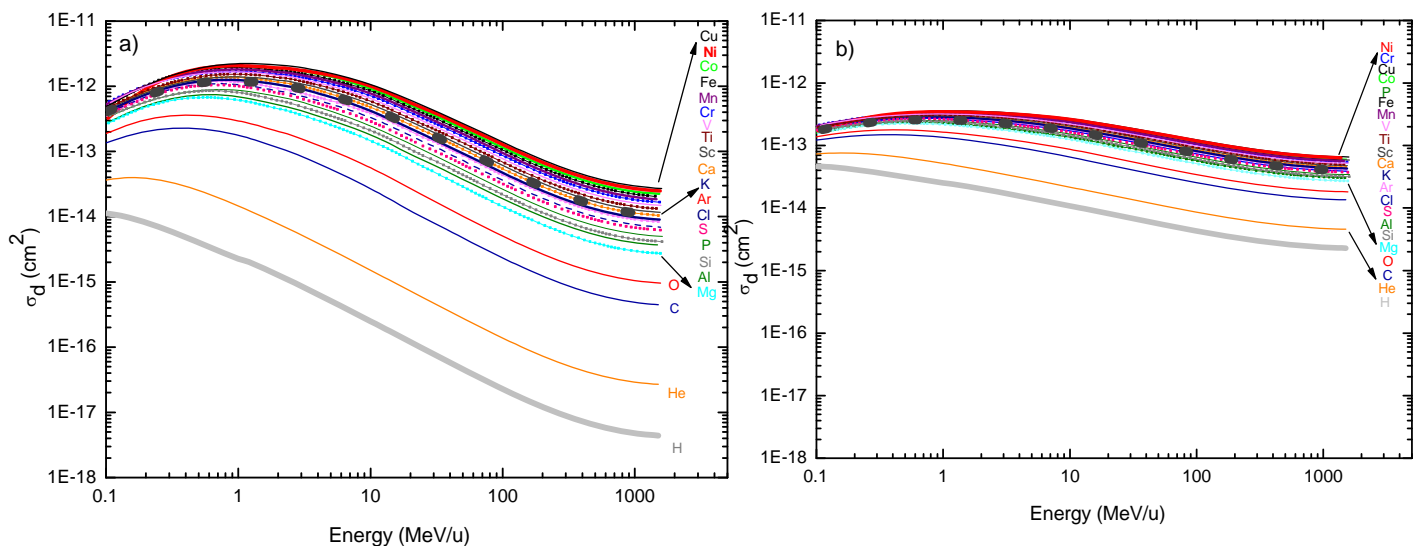 a)
1E-11
1E-12
1E-13
1E-14
1E-15
1E-16
1E-17
1E-18
σd (cm²)
0.1
1
10
100
1000
Energy (MeV/u)
Cu
Ni
Co
Fe
Mn
Cr
V
Ti
Sc
Ca
K
Ar
Cl
S
P
Si
Al
Mg
O
C
He
H
b)
1E-11
1E-12
1E-13
1E-14
1E-15
1E-16
1E-17
1E-18
σd (cm²)
0.1
1
10
100
1000
Energy (MeV/u)
Ni
Cr
Cu
Co
P
Fe
Mn
V
Ti
Sc
Ca
K
Ar
Cl
S
Al
Si
Mg
O
C
He
H